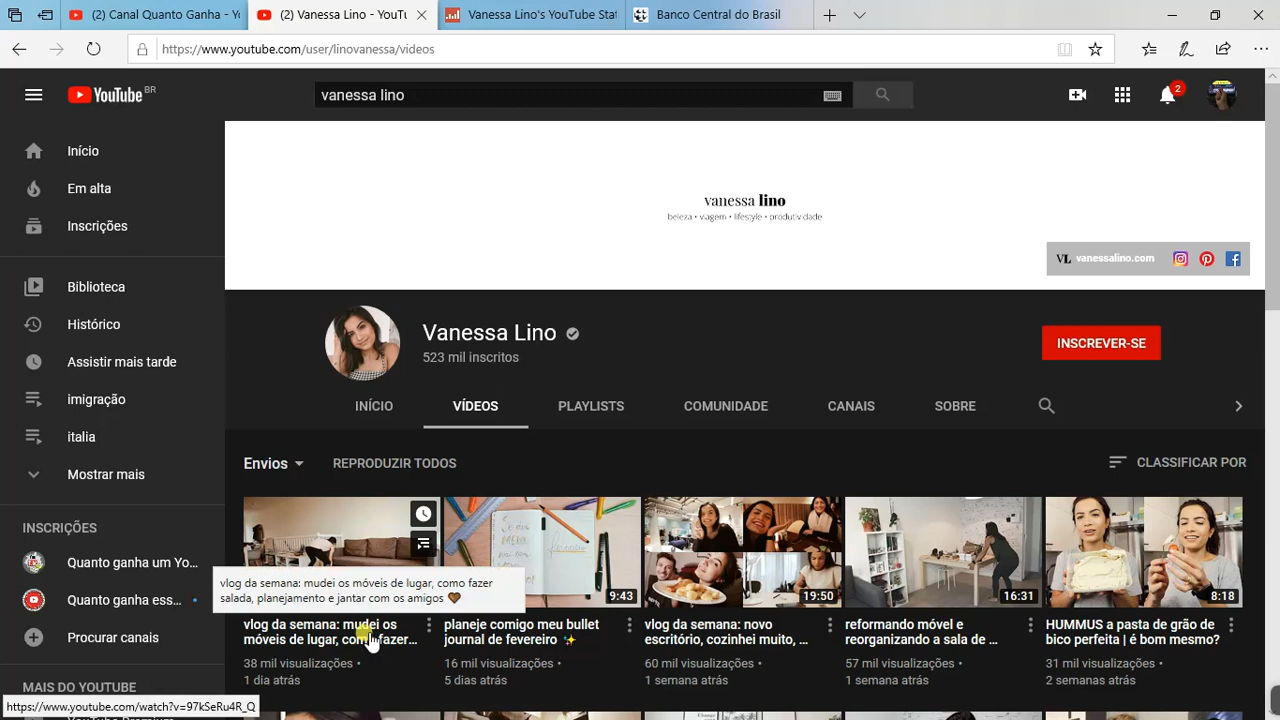 (2) Canal Quanto Ganha - Yo
(2) Vanessa Lino - YouTu
Vanessa Lino's YouTube Stat
Banco Central do Brasil
https://www.youtube.com/user/linovanessa/videos
YouTube BR
vanessa lino
2
Início
Em alta
Inscrições
Biblioteca
Histórico
Assistir mais tarde
imigração
italia
Mostrar mais
INSCRIÇÕES
Quanto ganha um Yo...
Quanto ganha ess...
Procurar canais
MAIS DO YOUTUBE
YouTube Premium
vanessa lino
beleza • viagem • lifestyle • produtividade
VL vanessalino.com
Vanessa Lino
523 mil inscritos
INSCREVER-SE
INÍCIO
VÍDEOS
PLAYLISTS
COMUNIDADE
CANAIS
SOBRE
Envios
REPRODUZIR TODOS
CLASSIFICAR POR
9:43
19:50
16:31
8:18
vlog da semana: mudei os móveis de lugar, como fazer
salada, planejamento e jantar com os amigos
vlog da semana: mudei os
móveis de lugar, como fazer...
38 mil visualizações •
1 dia atrás
planeje comigo meu bullet
journal de fevereiro ✨
16 mil visualizações •
5 dias atrás
vlog da semana: novo
escritório, cozinhei muito, ...
60 mil visualizações •
1 semana atrás
reformando móvel e
reorganizando a sala de ...
57 mil visualizações •
1 semana atrás
HUMMUS a pasta de grão de
bico perfeita | é bom mesmo?
31 mil visualizações •
2 semanas atrás
https://www.youtube.com/watch?v=97kSeRu4R_Q